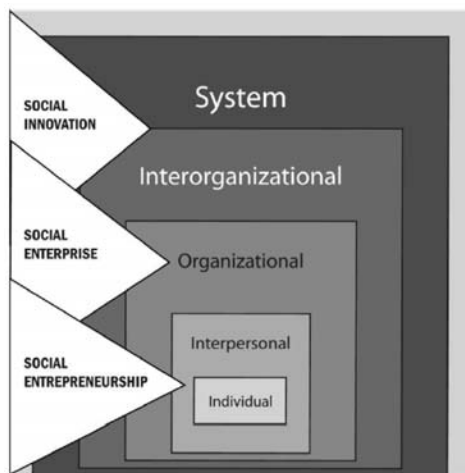 System
SOCIAL
INNOVATION
Interorganizational
SOCIAL
ENTERPRISE
Organizational
Interpersonal
SOCIAL
ENTREPRENEURSHIP
Individual